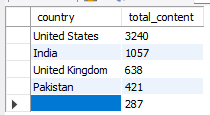 country total_content
United States 3240
India 1057
United Kingdom 638
Pakistan 421
287